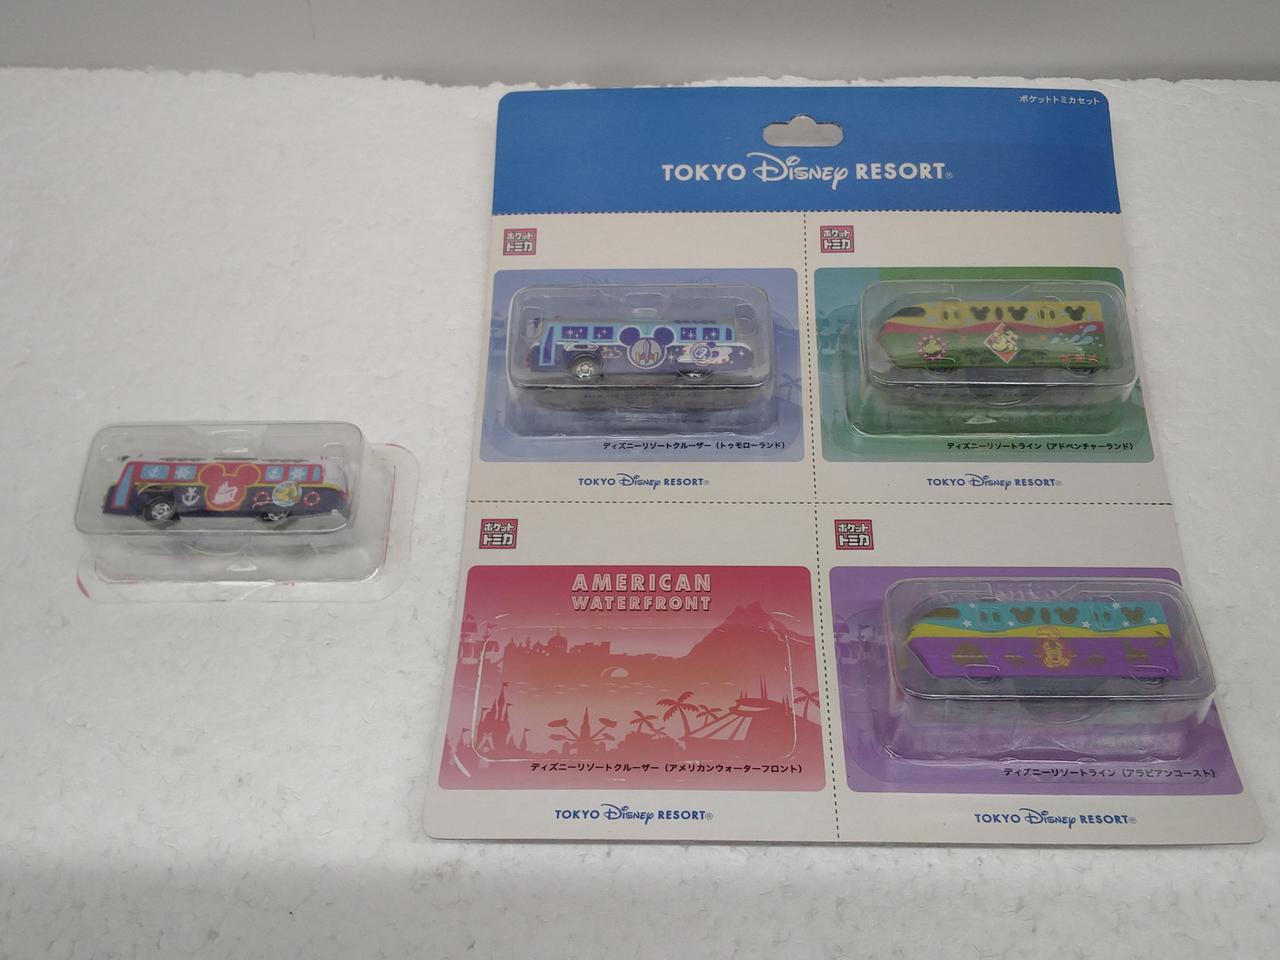 ポケットトミカセット
TOKYO Disney RESORT®
ポケット
トミカ
ポケット
トミカ
ディズニーリゾートクルーザー（トゥモローランド）
ディズニーリゾートライン（アドベンチャーランド）
TOKYO Disney RESORT®
TOKYO Disney RESORT®
ポケット
トミカ
ポケット
トミカ
AMERICAN
WATERFRONT
ディズニーリゾートクルーザー（アメリカンウォーターフロント）
ディズニーリゾートライン（アラビアンコースト）
TOKYO Disney RESORT®
TOKYO Disney RESORT®